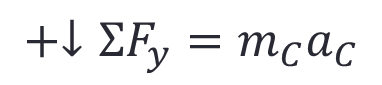 +↓ ΣF_y = m_C a_C